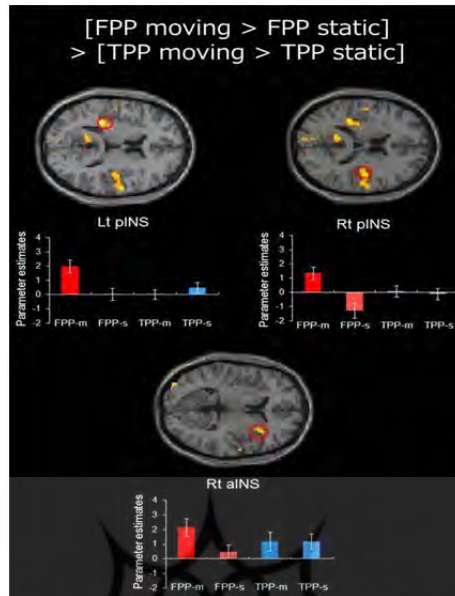 [FPP moving > FPP static]
> [TPP moving > TPP static]
Lt pINS
Rt pINS
Parameter estimates
4
3
2
1
0
-1
-2
FPP-m FPP-s TPP-m TPP-s
Parameter estimates
4
3
2
1
0
-1
-2
FPP-m FPP-s TPP-m TPP-s
Rt aINS
Parameter estimates
4
3
2
1
0
FPP-m FPP-s TPP-m TPP-s